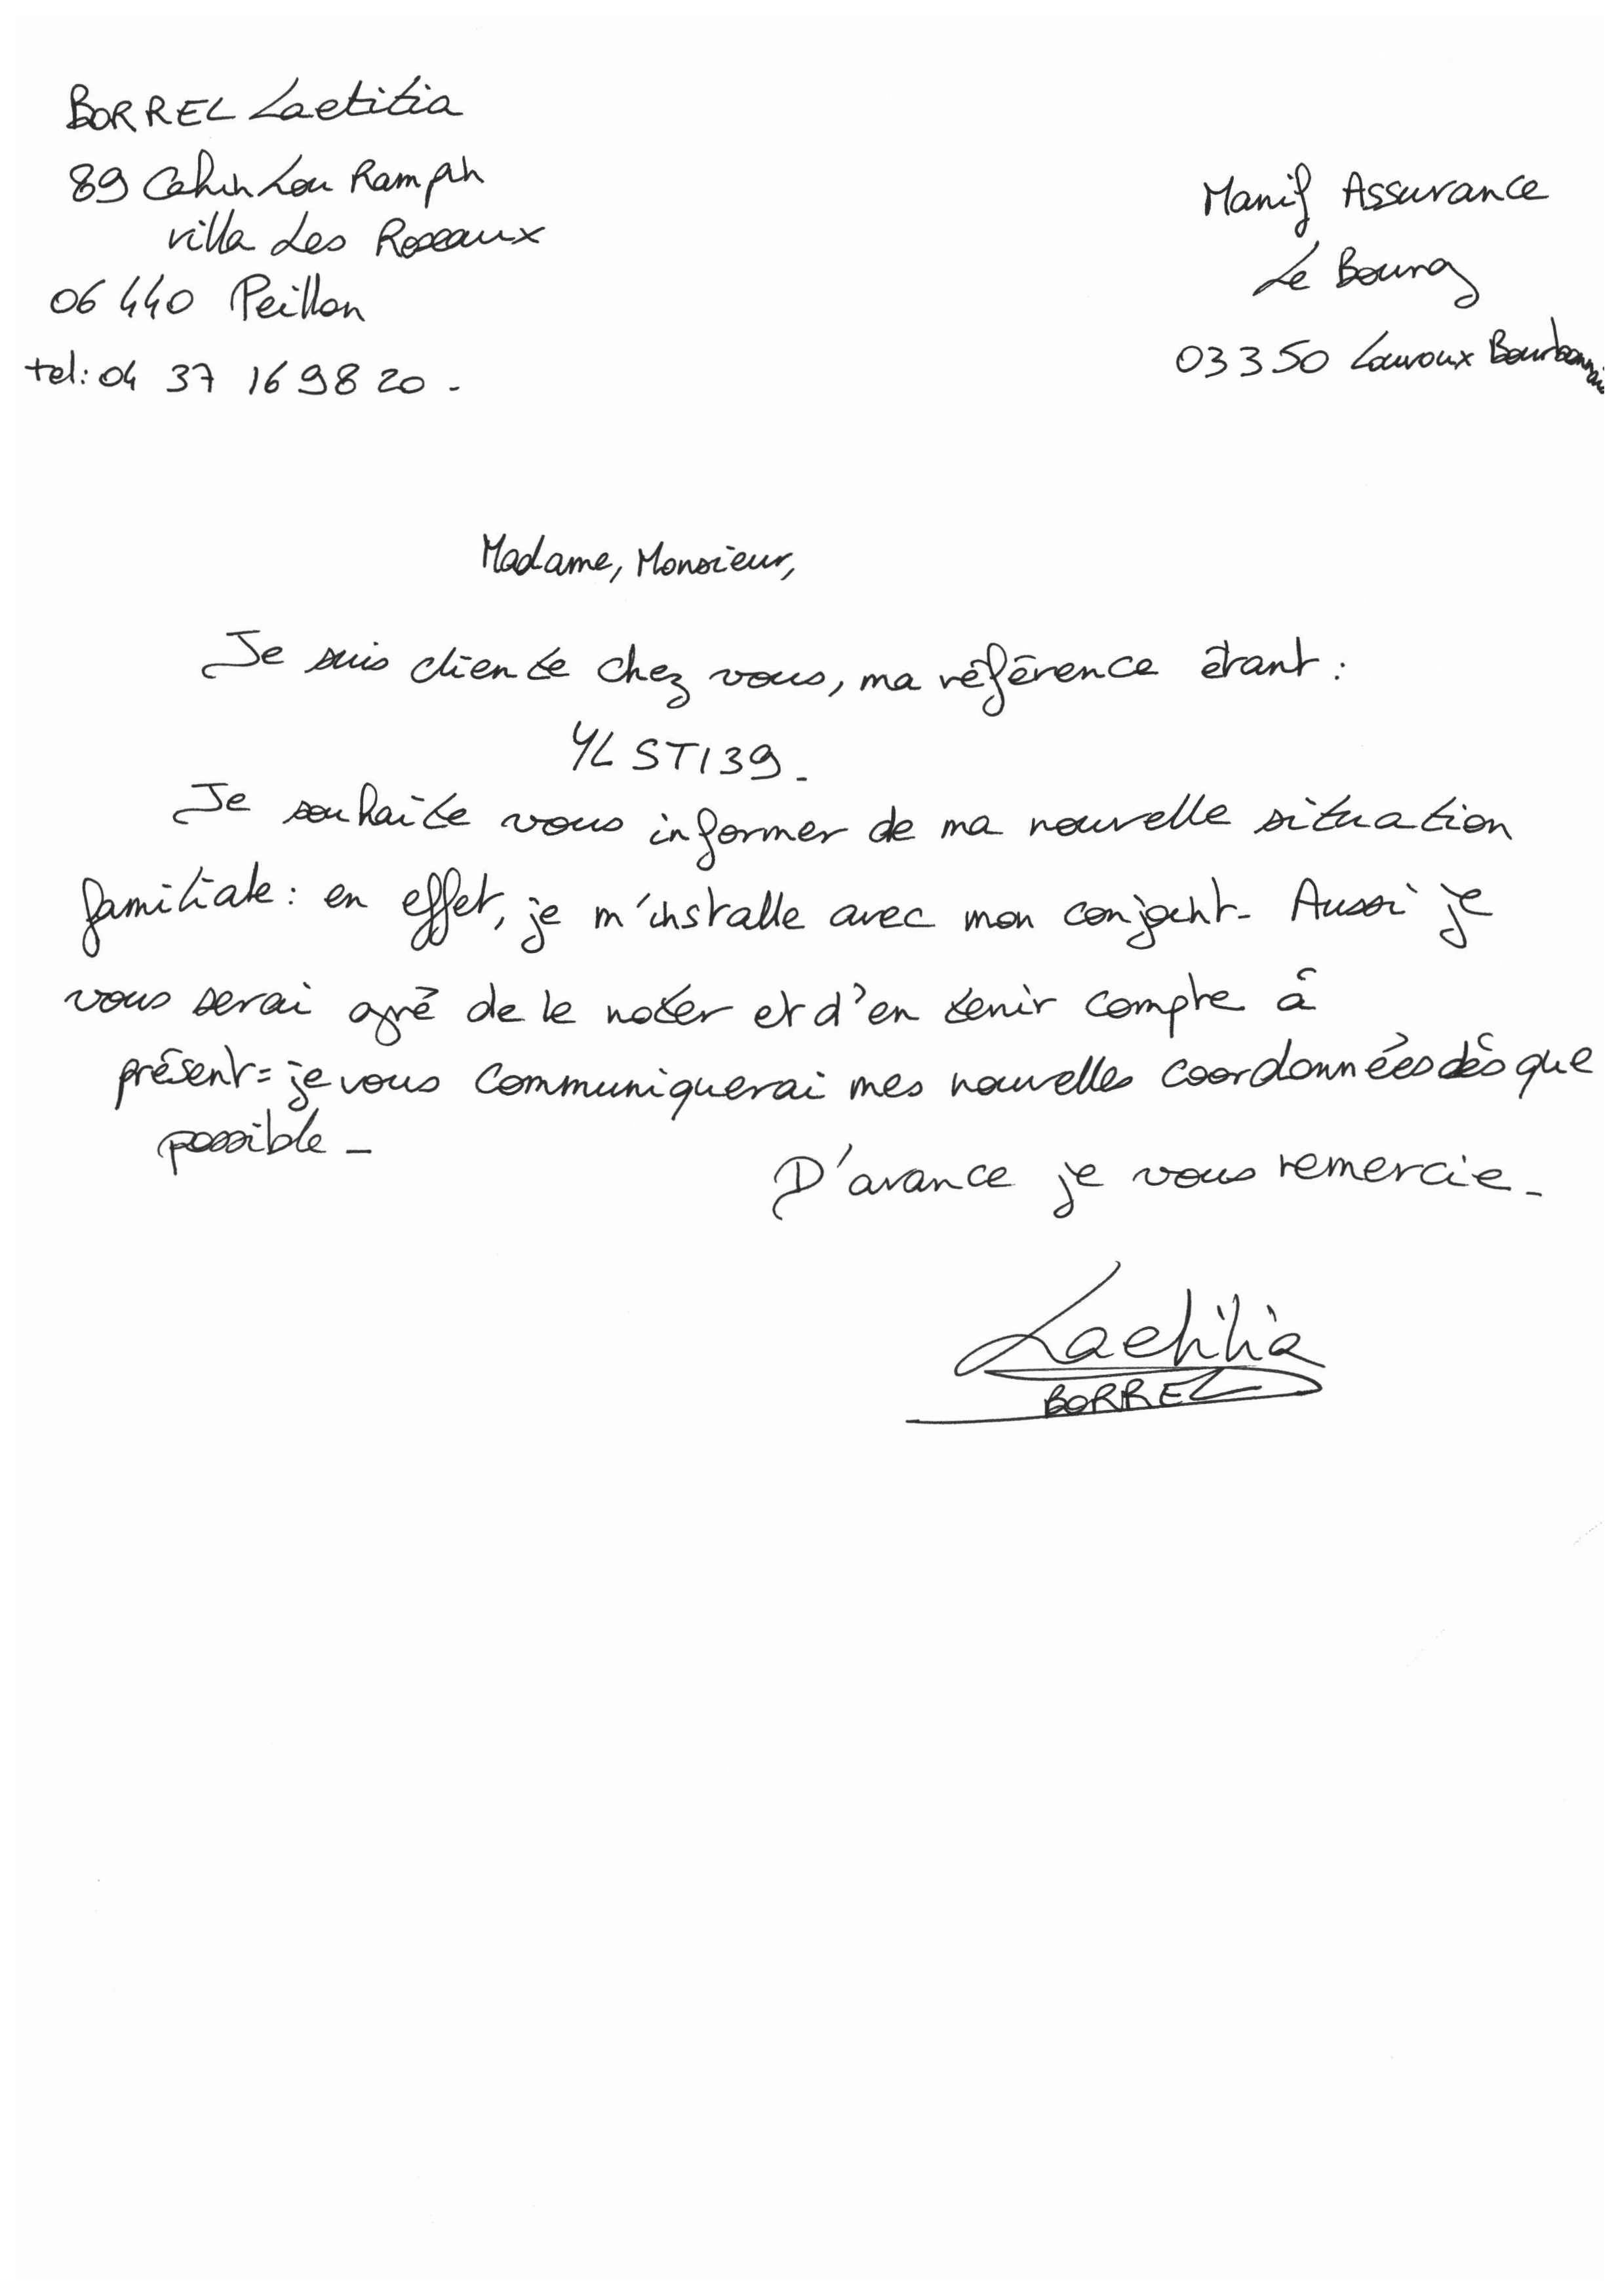 BORREL Laetitia
89 Lou
villa Les Roseaux
06 440 Peillon
tel: 04 37 16 98 20 .
Manif Assurance
Le Bourg
03350 Louroux Bourbonnais
Madame, Monsieur,
Je suis cliente chez vous, ma référence étant :
YLSTI39.
Je souhaite vous informer de ma nouvelle situation
familiale : en effet, je m'installe avec mon conjoint. Aussi je
vous serai gré de le noter et d'en tenir compte à
présent = je vous communiquerai mes nouvelles coordonnées dès que
possible _
D'avance je vous remercie _
Laetitia
BORREL